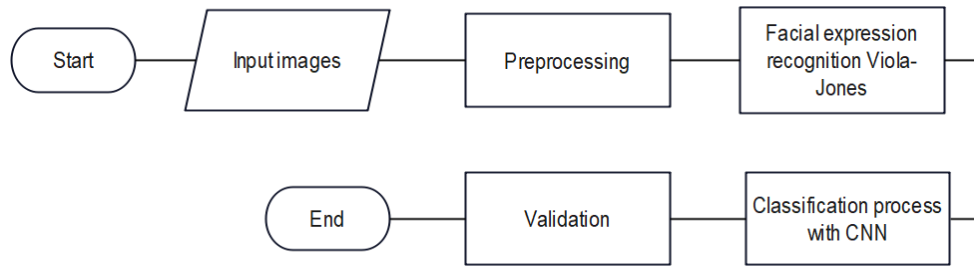 Start
Input images
Preprocessing
Facial expression
recognition Viola-
Jones
End
Validation
Classification process
with CNN